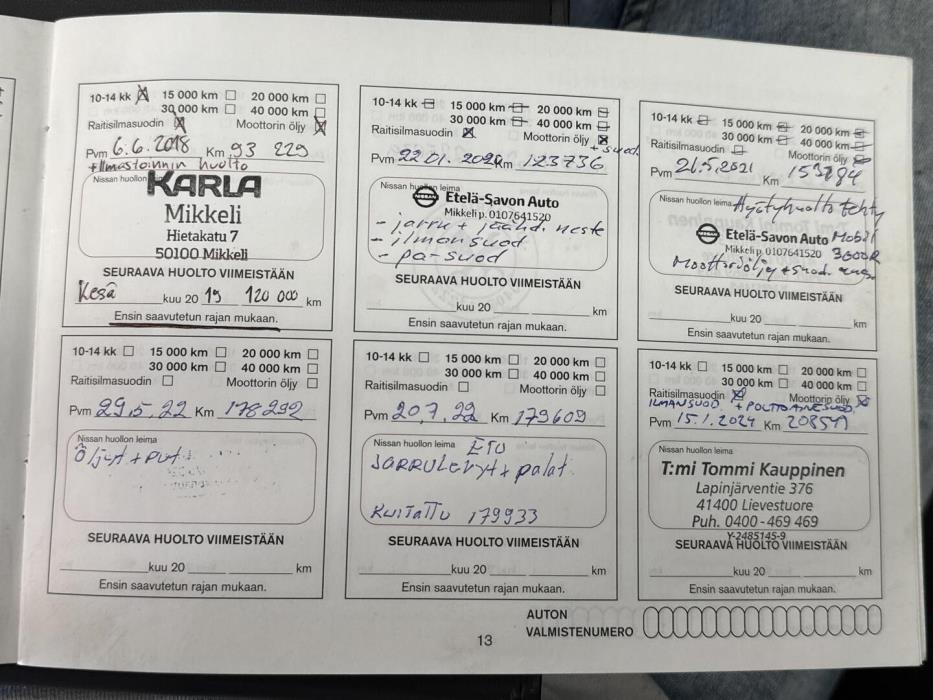 10-14 kk 15 000 km 20 000 km
30 000 km 40 000 km
Raitisilmasuodin Moottorin öljy
Pvm 6.6.2018 Km 93 229
+Ilmastoinnin huolto
Nissan huollon
KARLA
Mikkeli
Hietakatu 7
50100 Mikkeli
SEURAAVA HUOLTO VIIMEISTÄÄN
Kesä kuu 20 19 120 000 km
Ensin saavutetun rajan mukaan.
10-14 kk 15 000 km 20 000 km
30 000 km 40 000 km
Raitisilmasuodin Moottorin öljy
+ suod.
Pvm 22.01.2020 Km 123736
Nissan huollon leima
Etelä-Savon Auto
Mikkeli p. 0107641520
- jarru + jäähd. neste
- ilman suod
- pa-suod
SEURAAVA HUOLTO VIIMEISTÄÄN
kuu 20 km
Ensin saavutetun rajan mukaan.
10-14 kk 15 000 km 20 000 km
30 000 km 40 000 km
Raitisilmasuodin Moottorin öljy
Pvm 21.5.2021 Km
Nissan huollon leima
Etelä-Savon Auto Mobil
Mikkeli p. 0107641520
Moottoriöljy + suod.
SEURAAVA HUOLTO VIIMEISTÄÄN
kuu 20 km
Ensin saavutetun rajan mukaan.
10-14 kk 15 000 km 20 000 km
30 000 km 40 000 km
Raitisilmasuodin Moottorin öljy
Pvm 29.5.22 Km 178292
Nissan huollon leima
Öljyt +
SEURAAVA HUOLTO VIIMEISTÄÄN
kuu 20 km
Ensin saavutetun rajan mukaan.
10-14 kk 15 000 km 20 000 km
30 000 km 40 000 km
Raitisilmasuodin Moottorin öljy
Pvm 20.7.22 Km 179609
Nissan huollon leima ETU
JARRULEVYT + palat
Kuitattu 179933
SEURAAVA HUOLTO VIIMEISTÄÄN
kuu 20 km
Ensin saavutetun rajan mukaan.
10-14 kk 15 000 km 20 000 km
30 000 km 40 000 km
Raitisilmasuodin Moottorin öljy
ILMANSUOD. + POLTTOAINESUOD.
Pvm 15.1.2024 Km
Nissan huollon leima
T:mi Tommi Kauppinen
Lapinjärventie 376
41400 Lievestuore
Puh. 0400-469 469
Y-2485145-9
SEURAAVA HUOLTO VIIMEISTÄÄN
kuu 20 km
Ensin saavutetun rajan mukaan.
AUTON
VALMISTENUMERO
13